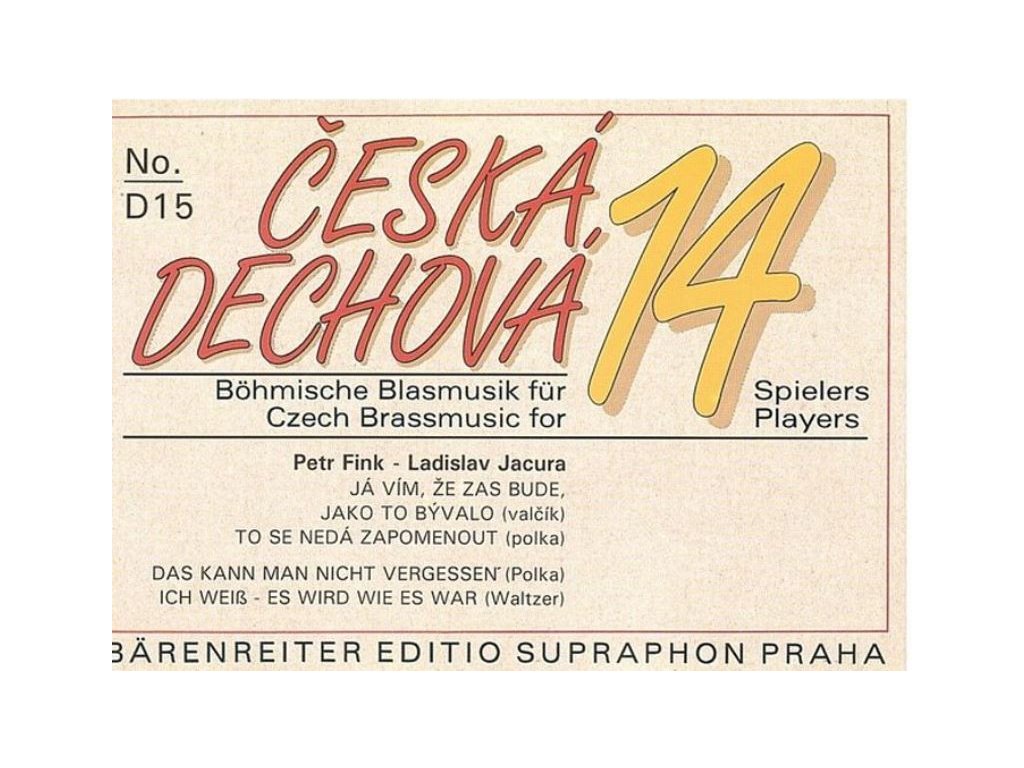 No.
D15
ČESKÁ
DECHOVÁ
14
Böhmische Blasmusik für
Czech Brassmusic for
Spielers
Players
Petr Fink - Ladislav Jacura
JÁ VÍM, ŽE ZAS BUDE,
JAKO TO BÝVALO (valčík)
TO SE NEDÁ ZAPOMENOUT (polka)
DAS KANN MAN NICHT VERGESSEN (Polka)
ICH WEIß - ES WIRD WIE ES WAR (Waltzer)
BÄRENREITER EDITIO SUPRAPHON PRAHA